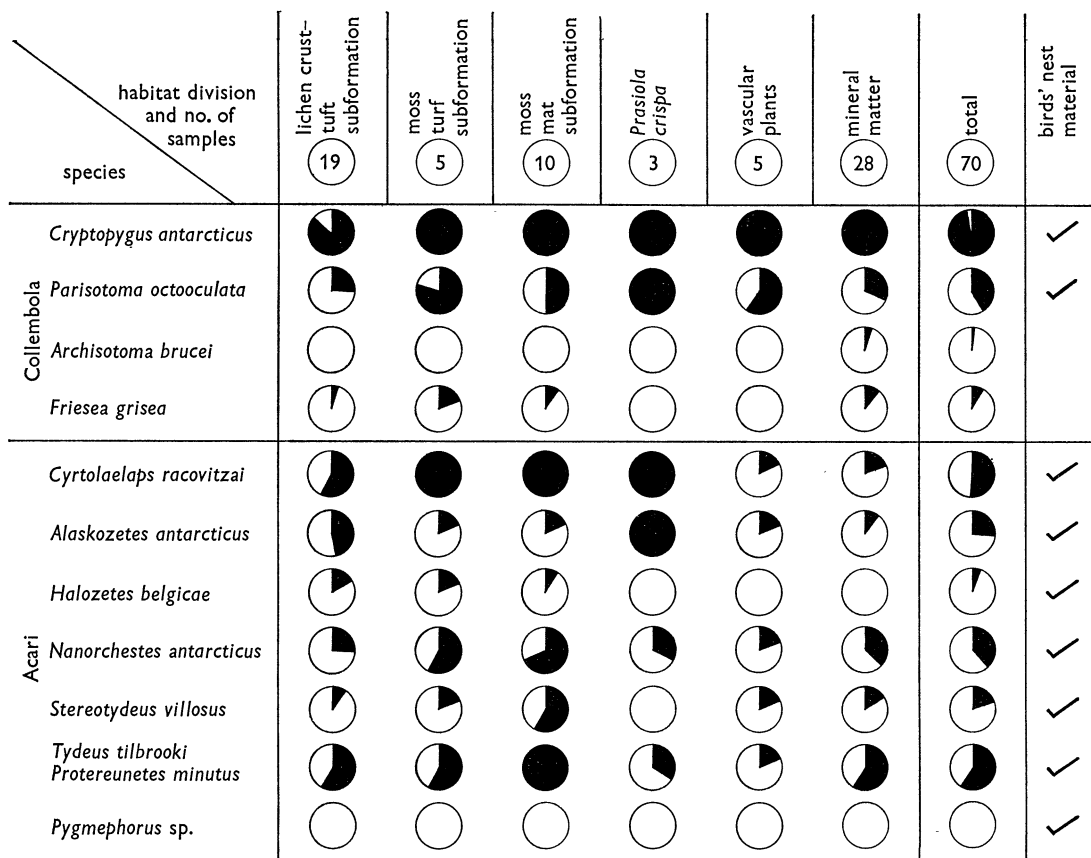 habitat division
and no. of
samples
species
lichen crust–
tuft
subformation
19
moss
turf
subformation
5
moss
mat
subformation
10
Prasiola
crispa
3
vascular
plants
5
mineral
matter
28
total
70
birds' nest
material
Collembola
Cryptopygus antarcticus
Parisotoma octooculata
Archisotoma brucei
Friesea grisea
Acari
Cyrtolaelaps racovitzai
Alaskozetes antarcticus
Halozetes belgicae
Nanorchestes antarcticus
Stereotydeus villosus
Tydeus tilbrooki
Protereunetes minutus
Pygmephorus sp.